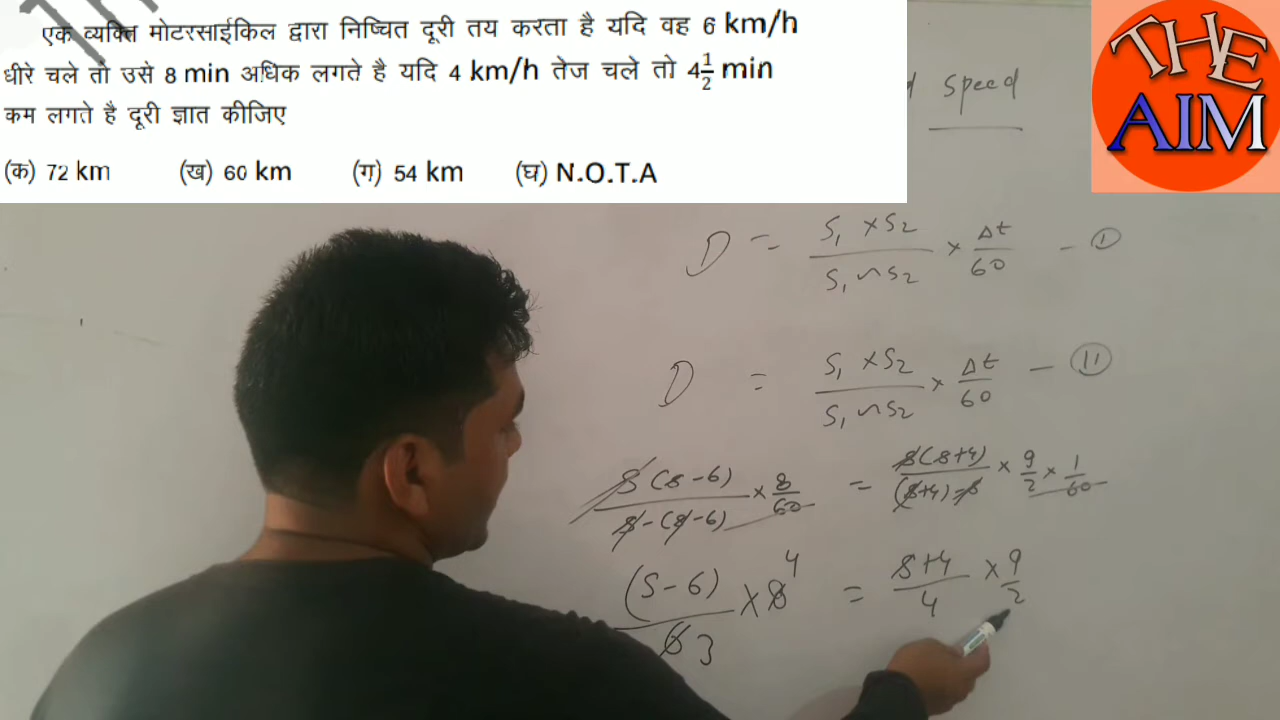 एक व्यक्ति मोटरसाईकिल द्वारा निष्चित दूरी तय करता है यदि वह 6 km/h
धीरे चले तो उसे 8 min अधिक लगते है यदि 4 km/h तेज चले तो 4 1/2 min
कम लगते है दूरी ज्ञात कीजिए
(क) 72 km (ख) 60 km (ग) 54 km (घ) N.O.T.A
THE
AIM
d speed
D = S₁ × S₂ / S₁ ~ S₂ × Δt / 60 - ①
D = S₁ × S₂ / S₁ ~ S₂ × Δt / 60 - ⑪
S(S-6) / S-(S-6) × 8/60 = S(S+4) / (S+4)-S × 9/2 × 1/60
(S-6) / 6 3 × 8 4 = S+4 / 4 × 9/2